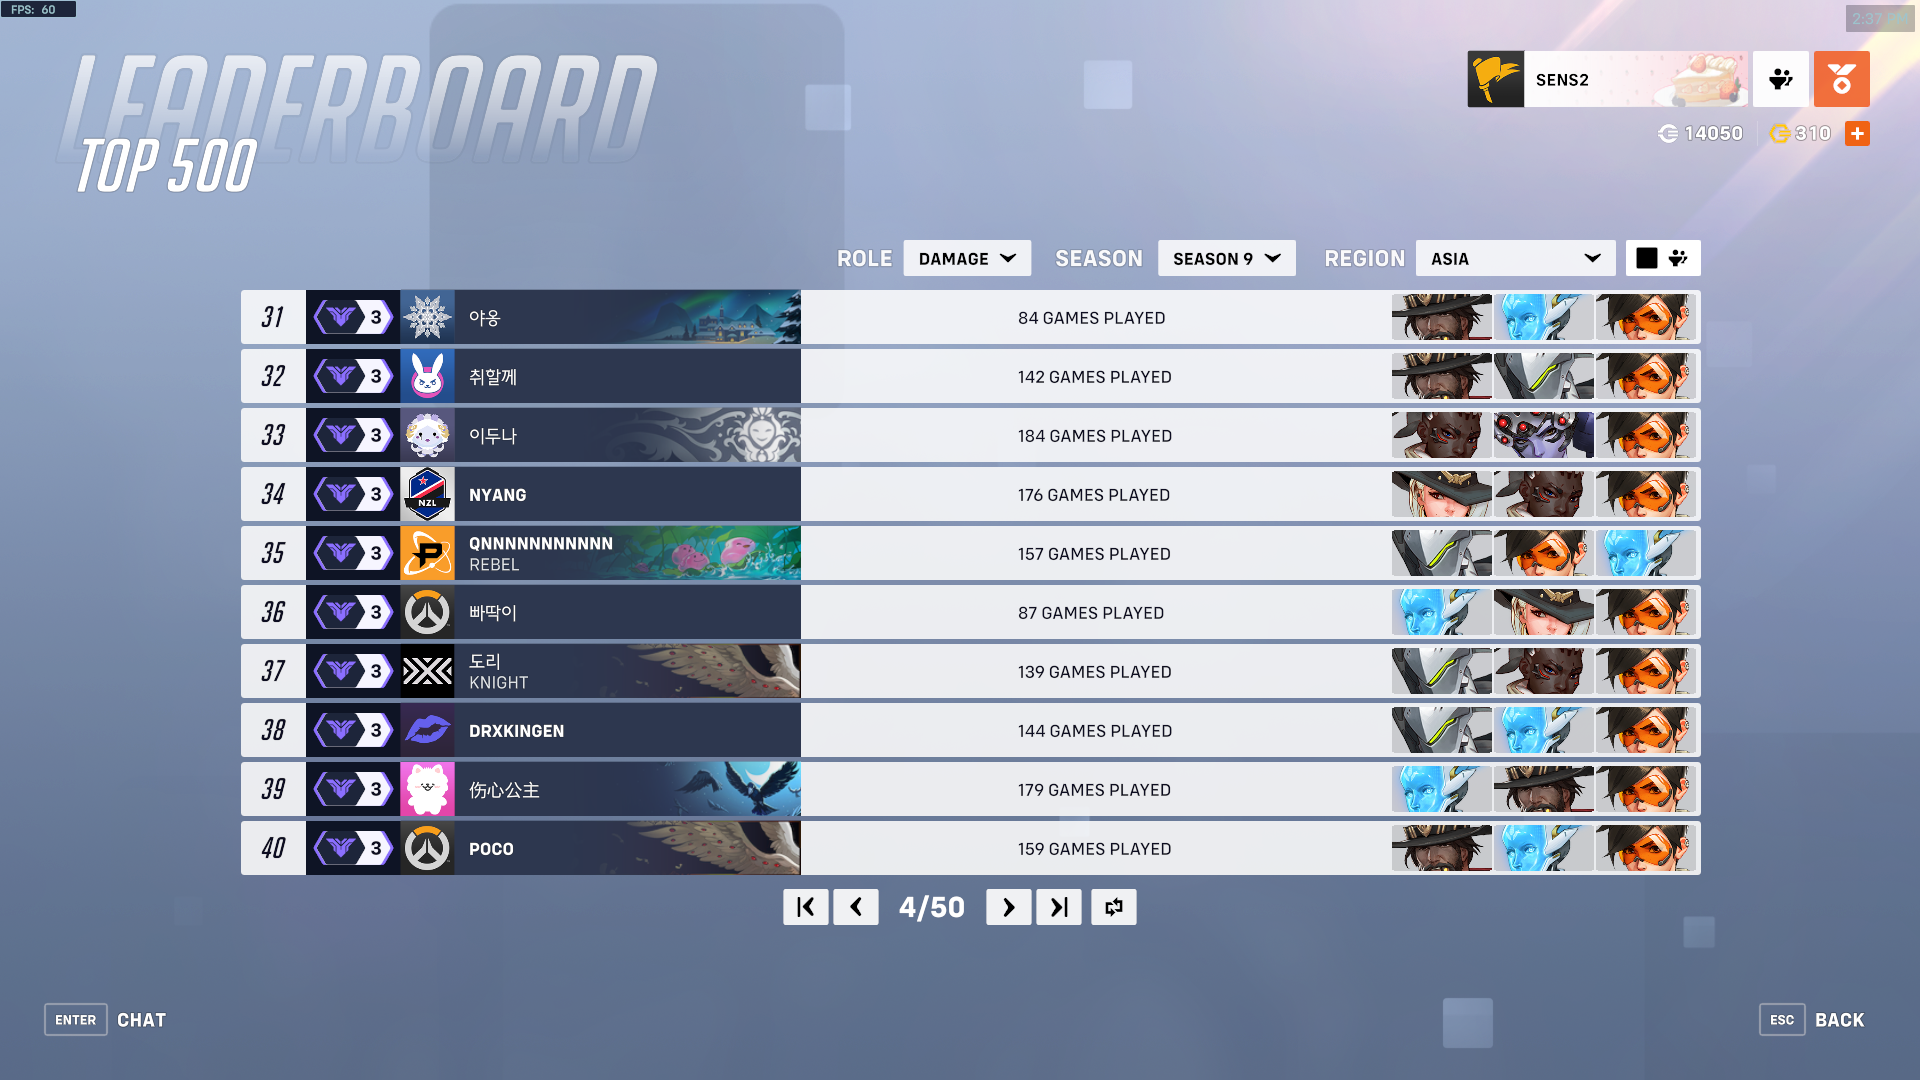 FPS: 60
2:37
LEADERBOARD
TOP 500
SENS2
14050
310
ROLE DAMAGE SEASON SEASON 9 REGION ASIA
31 3 야옹 84 GAMES PLAYED
32 3 취할께 142 GAMES PLAYED
33 3 이두나 184 GAMES PLAYED
34 3 NZL NYANG 176 GAMES PLAYED
35 3 QNNNNNNNNNNN 157 GAMES PLAYED
REBEL
36 3 빠딱이 87 GAMES PLAYED
37 3 도리 139 GAMES PLAYED
KNIGHT
38 3 DRXKINGEN 144 GAMES PLAYED
39 3 伤心公主 179 GAMES PLAYED
40 3 POCO 159 GAMES PLAYED
4/50
ENTER CHAT
ESC BACK